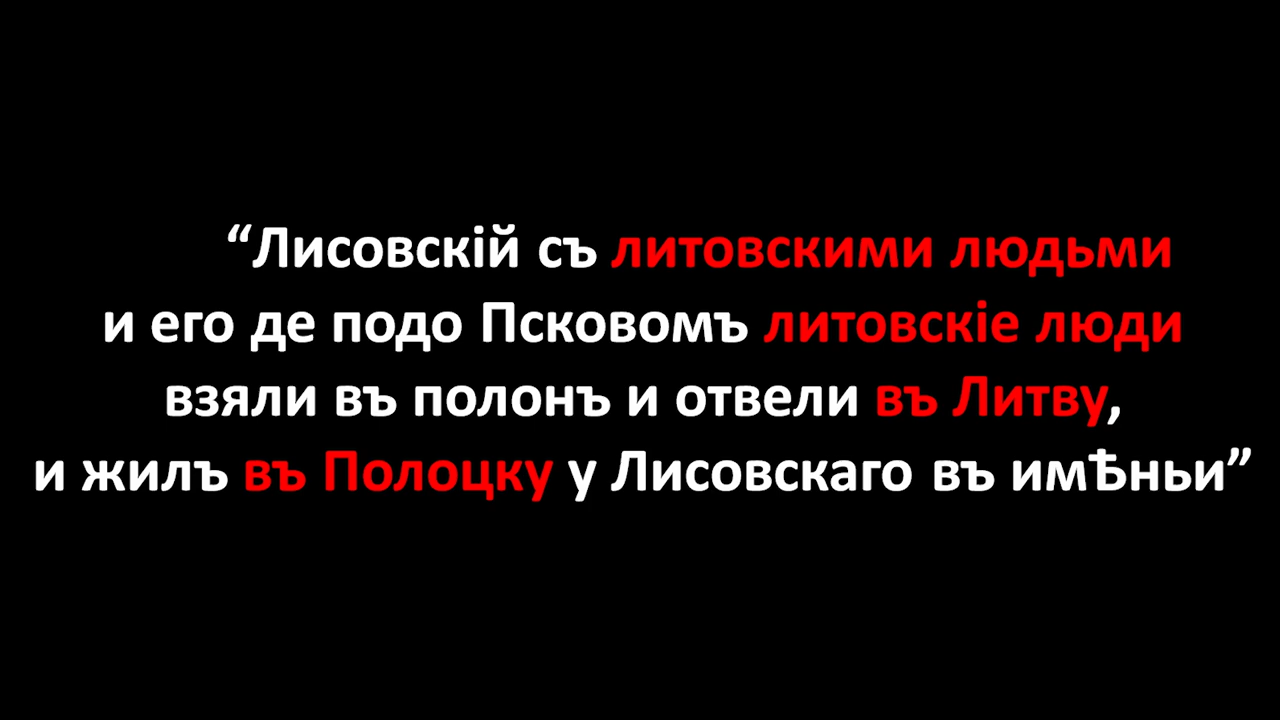 “Лисовскій съ литовскими людьми
и его де подо Псковомъ литовскіе люди
взяли въ полонъ и отвели въ Литву,
и жилъ въ Полоцку у Лисовскаго въ имѣньи”